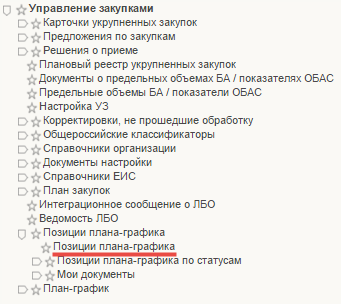 Управление закупками
Карточки укрупненных закупок
Предложения по закупкам
Решения о приеме
Плановый реестр укрупненных закупок
Документы о предельных объемах БА / показателях ОБАС
Предельные объемы БА / показатели ОБАС
Настройка УЗ
Корректировки, не прошедшие обработку
Общероссийские классификаторы
Справочники организации
Документы настройки
Справочники ЕИС
План закупок
Интеграционное сообщение о ЛБО
Ведомость ЛБО
Позиции плана-графика
Позиции плана-графика
Позиции плана-графика по статусам
Мои документы
План-график